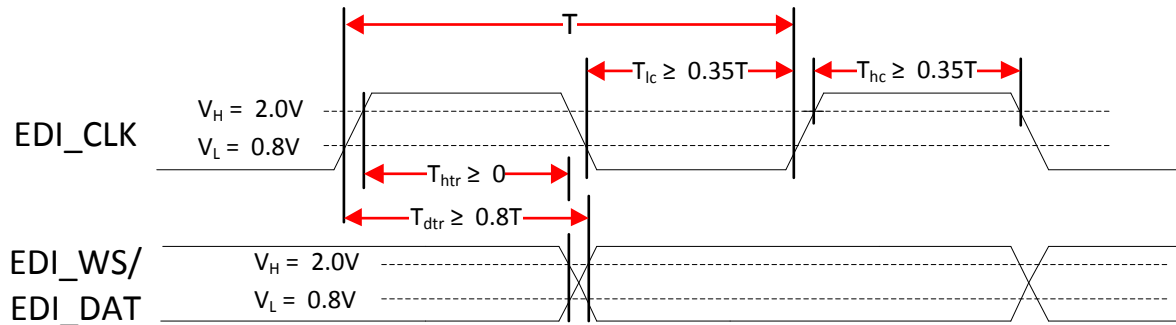 T
T_lc ≥ 0.35T
T_hc ≥ 0.35T
V_H = 2.0V
EDI_CLK
V_L = 0.8V
T_htr ≥ 0
T_dtr ≥ 0.8T
EDI_WS/
V_H = 2.0V
EDI_DAT
V_L = 0.8V